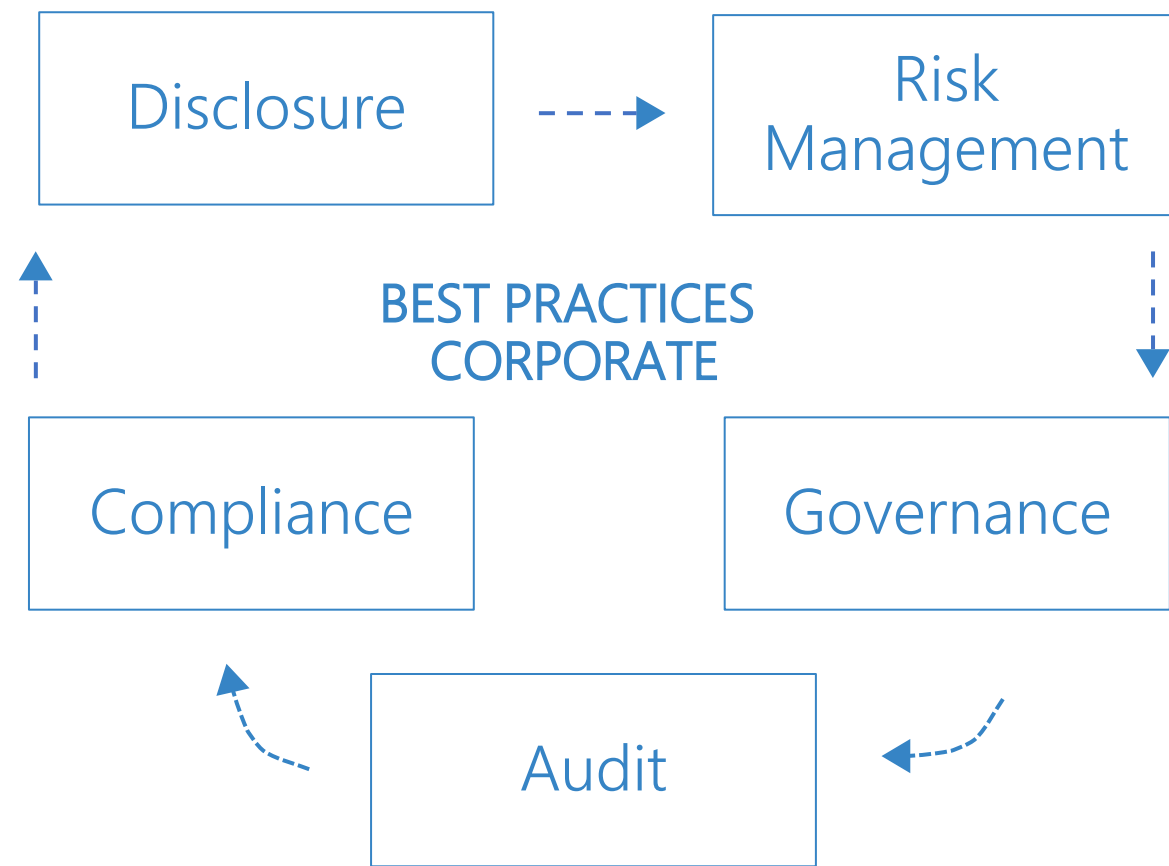 Disclosure
Risk
Management
BEST PRACTICES
CORPORATE
Compliance
Governance
Audit